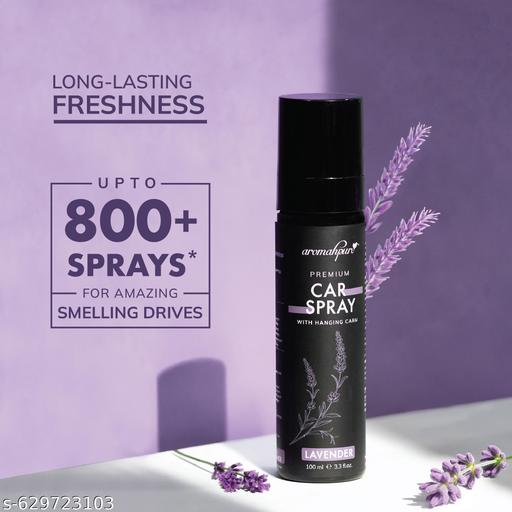 LONG-LASTING
FRESHNESS
UPTO
800+
SPRAYS*
FOR AMAZING
SMELLING DRIVES
aromahpure
PREMIUM
CAR
SPRAY
WITH HANGING CARM
LAVENDER
100 ml ℮ 3.3 fl.oz.
s-629723103